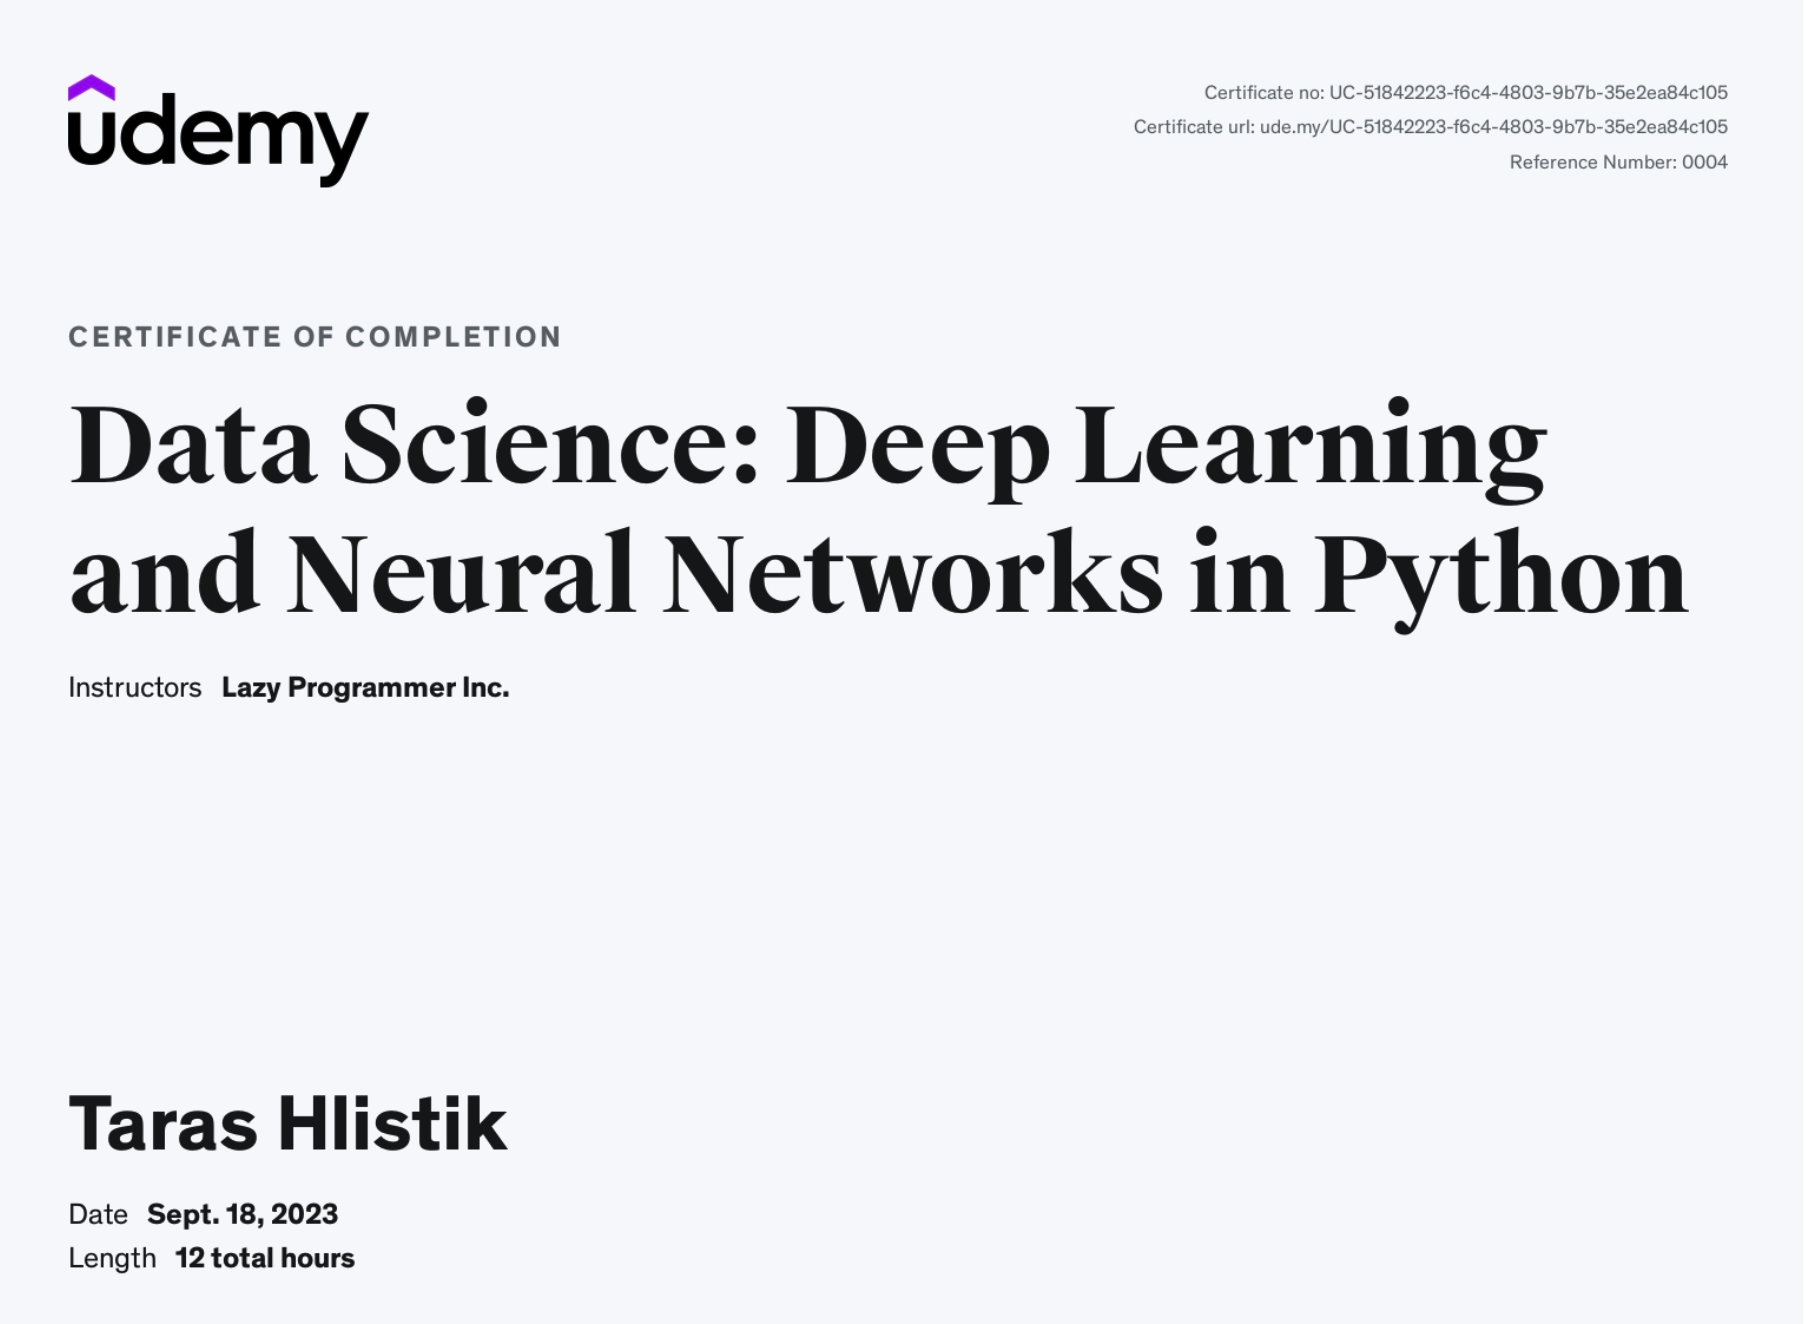 udemy
Certificate no: UC-51842223-f6c4-4803-9b7b-35e2ea84c105
Certificate url: ude.my/UC-51842223-f6c4-4803-9b7b-35e2ea84c105
Reference Number: 0004
CERTIFICATE OF COMPLETION
Data Science: Deep Learning
and Neural Networks in Python
Instructors Lazy Programmer Inc.
Taras Hlistik
Date Sept. 18, 2023
Length 12 total hours